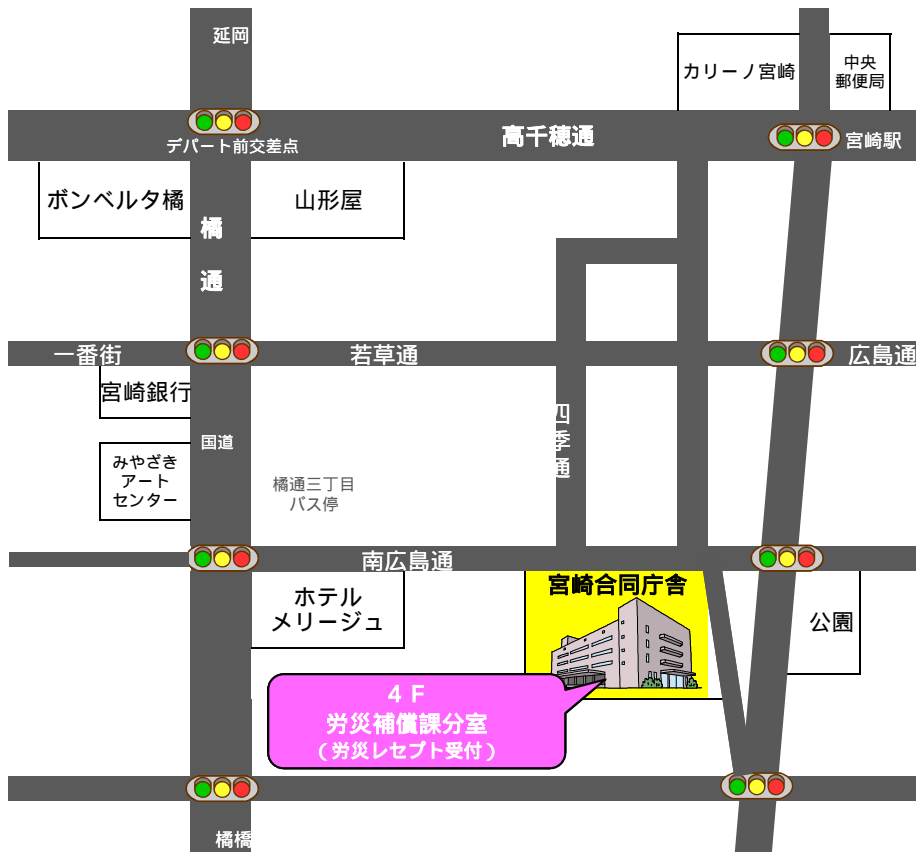 延岡
カリーノ宮崎
中央
郵便局
高千穂通
宮崎駅
デパート前交差点
ボンベルタ橘
山形屋
橘
通
一番街
若草通
広島通
宮崎銀行
四
季
通
国道
みやざき
アート
センター
橘通三丁目
バス停
南広島通
宮崎合同庁舎
ホテル
メリージュ
公園
４Ｆ
労災補償課分室
（労災レセプト受付）
橘橋